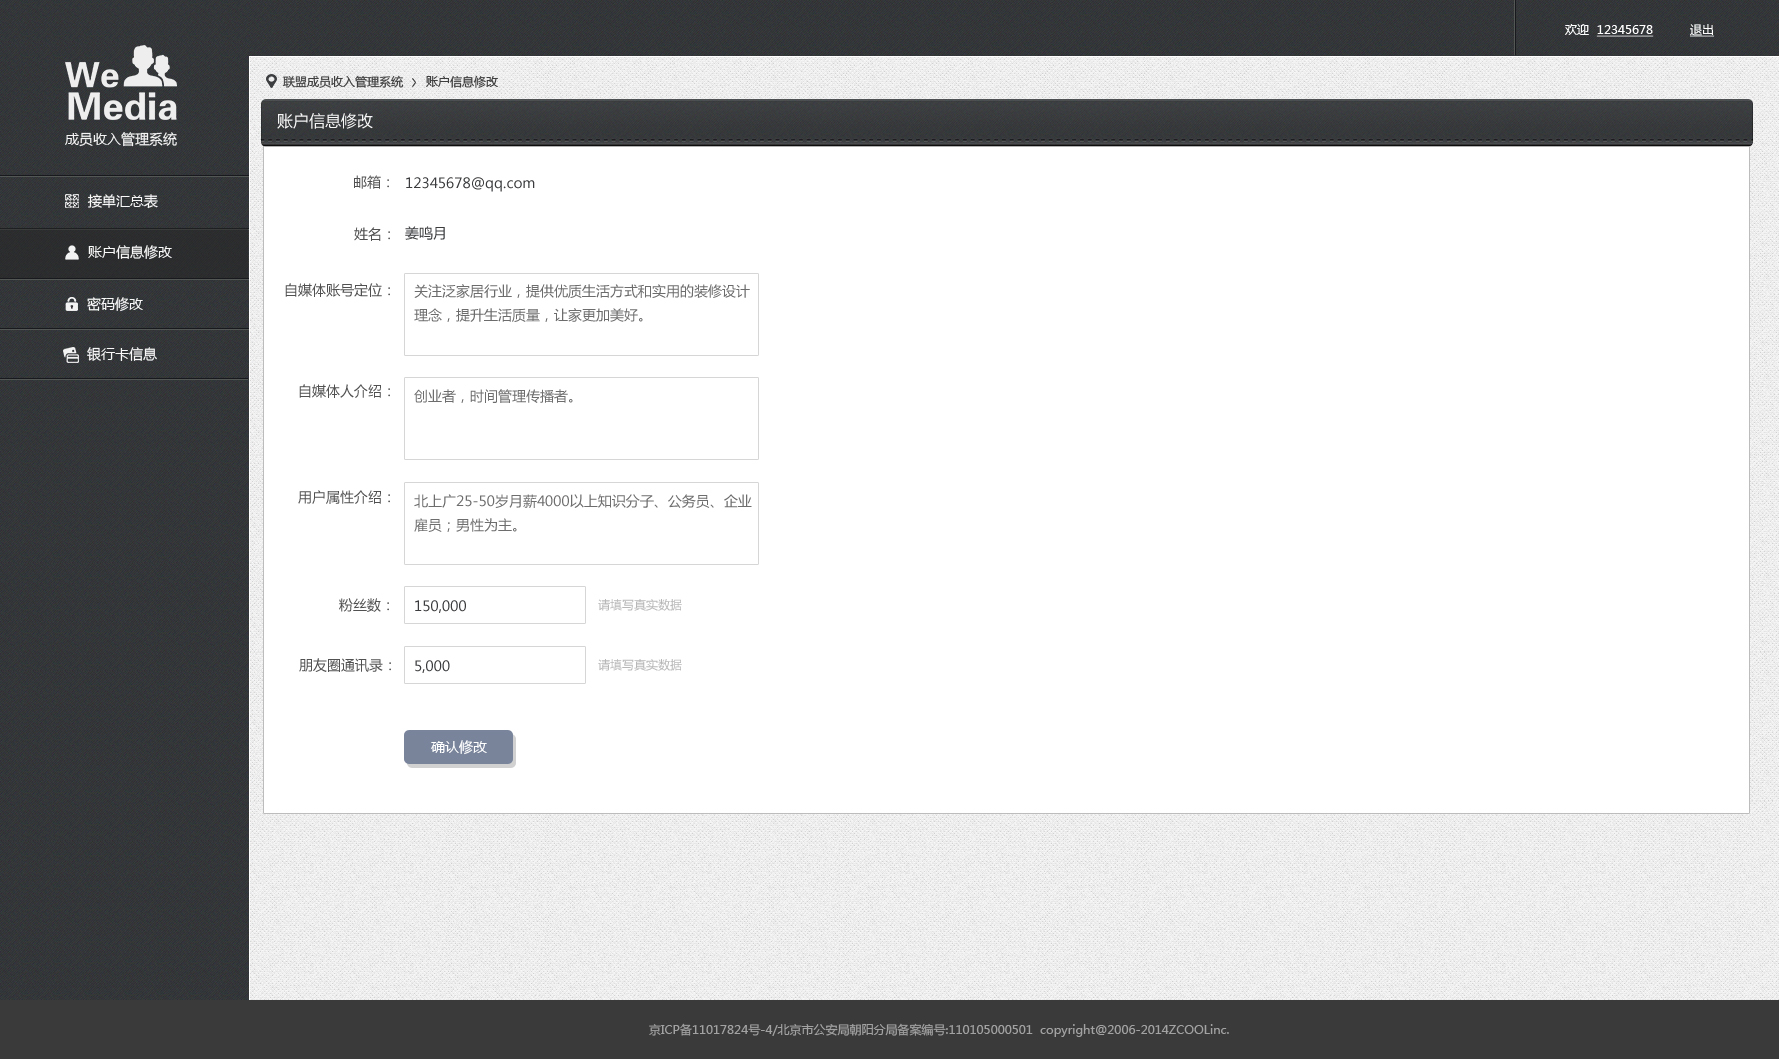 欢迎 12345678 退出
We
Media
成员收入管理系统
接单汇总表
账户信息修改
密码修改
银行卡信息
联盟成员收入管理系统 > 账户信息修改
账户信息修改
邮箱： 12345678@qq.com
姓名： 姜鸣月
自媒体账号定位： 关注泛家居行业，提供优质生活方式和实用的装修设计
理念，提升生活质量，让家更加美好。
自媒体人介绍： 创业者，时间管理传播者。
用户属性介绍： 北上广25-50岁月薪4000以上知识分子、公务员、企业
雇员；男性为主。
粉丝数： 150,000 请填写真实数据
朋友圈通讯录： 5,000 请填写真实数据
确认修改
京ICP备11017824号-4/北京市公安局朝阳分局备案编号:110105000501 copyright@2006-2014ZCOOLinc.